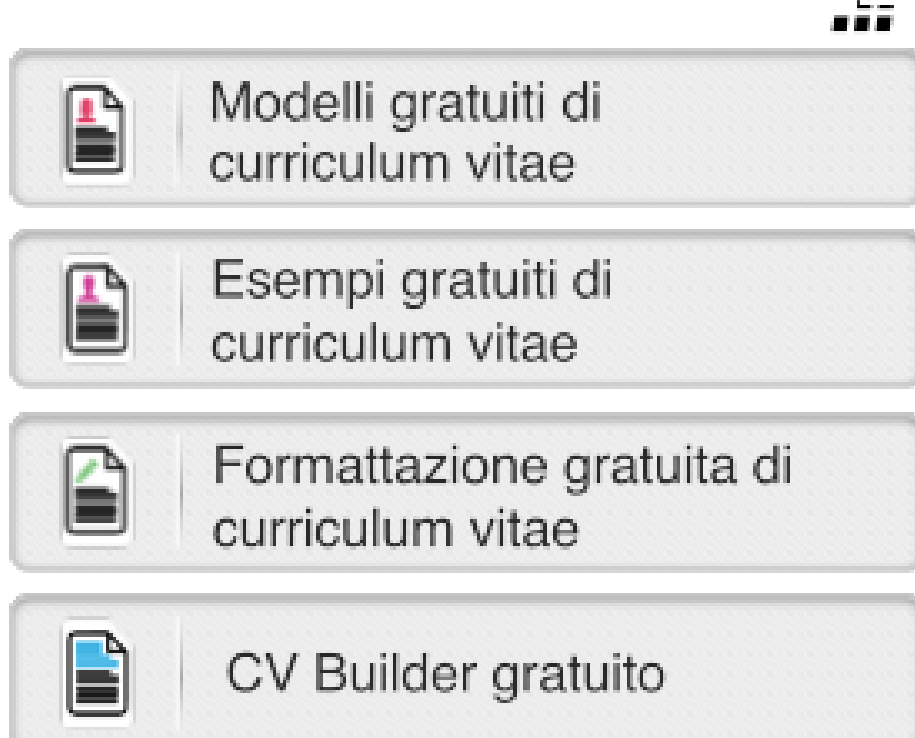 Modelli gratuiti di
curriculum vitae
Esempi gratuiti di
curriculum vitae
Formattazione gratuita di
curriculum vitae
CV Builder gratuito